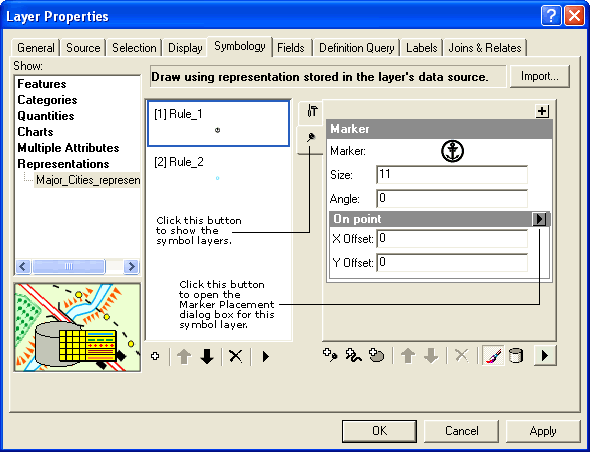 Layer Properties
General Source Selection Display Symbology Fields Definition Query Labels Joins & Relates
Show:
Features
Categories
Quantities
Charts
Multiple Attributes
Representations
Major_Cities_represen
Draw using representation stored in the layer's data source.
Import...
[1] Rule_1
[2] Rule_2
Click this button
to show the
symbol layers.
Click this button
to open the
Marker Placement
dialog box for this
symbol layer.
Marker
Marker:
Size: 11
Angle: 0
On point
X Offset: 0
Y Offset: 0
OK Cancel Apply